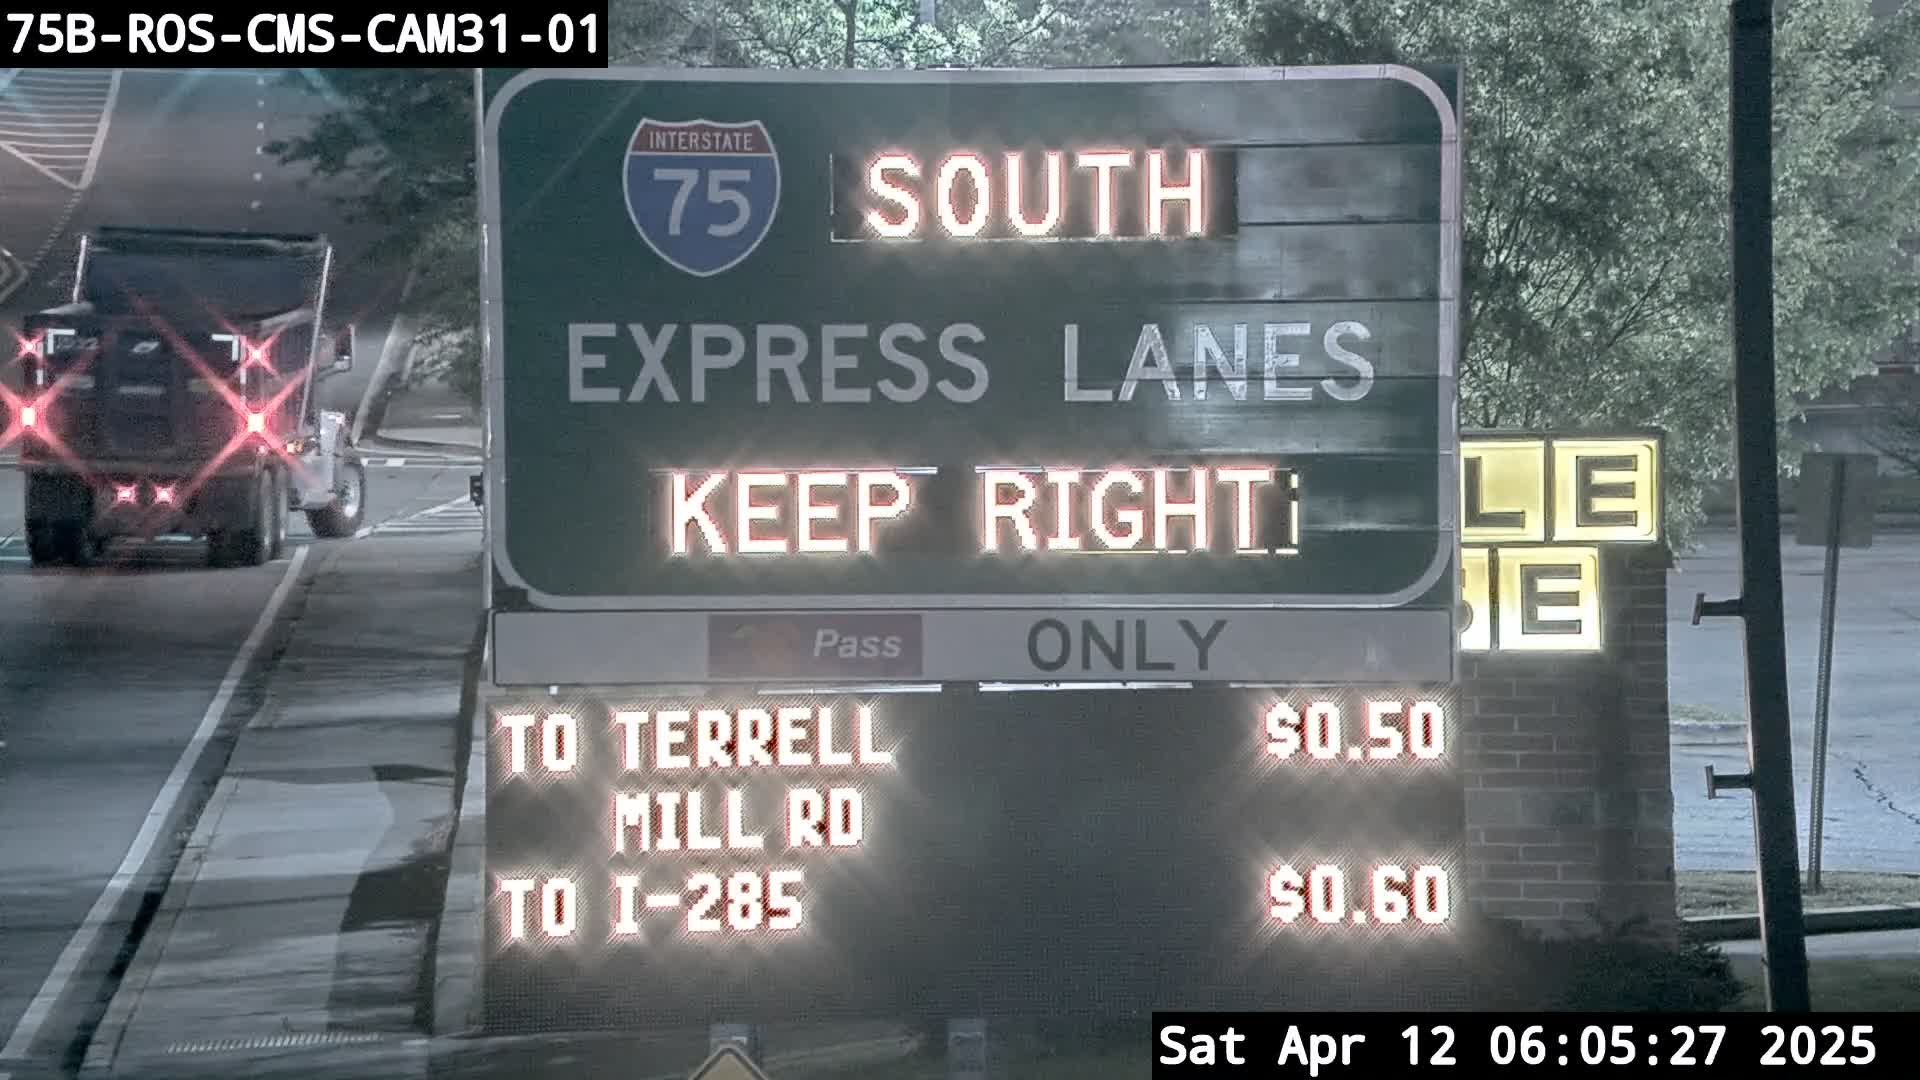 75B-ROS-CMS-CAM31-01
INTERSTATE
75
SOUTH
EXPRESS LANES
KEEP RIGHT
Pass ONLY
TO TERRELL $0.50
MILL RD
TO I-285 $0.60
LE
E
Sat Apr 12 06:05:27 2025